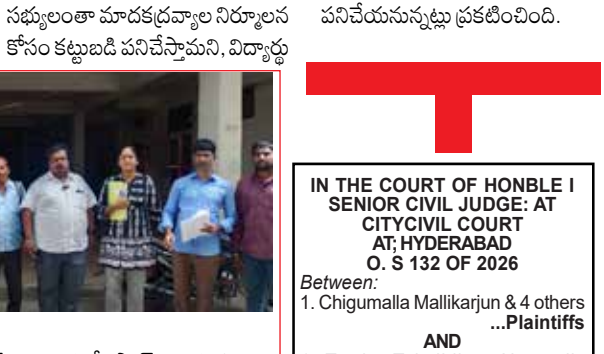 సభ్యులంతా మాదకద్రవ్యాల నిర్మూలన
కోసం కట్టుబడి పనిచేస్తామని, విద్యార్థు
పనిచేయనున్నట్లు ప్రకటించింది.
IN THE COURT OF HONBLE I
SENIOR CIVIL JUDGE: AT
CITYCIVIL COURT
AT; HYDERABAD
O. S 132 OF 2026
Between:
1. Chigumalla Mallikarjun & 4 others
...Plaintiffs
AND